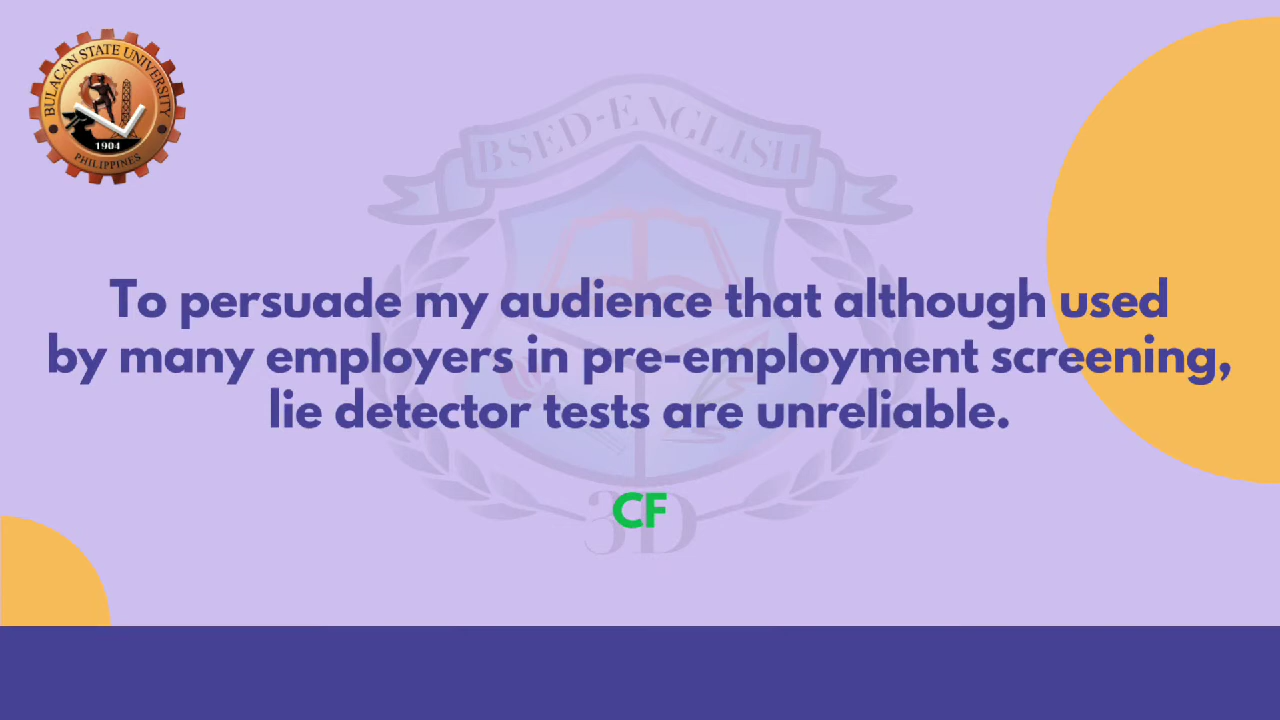 BULACAN STATE UNIVERSITY
1904
PHILIPPINES
BSED-ENGLISH
To persuade my audience that although used
by many employers in pre-employment screening,
lie detector tests are unreliable.
CF
3D